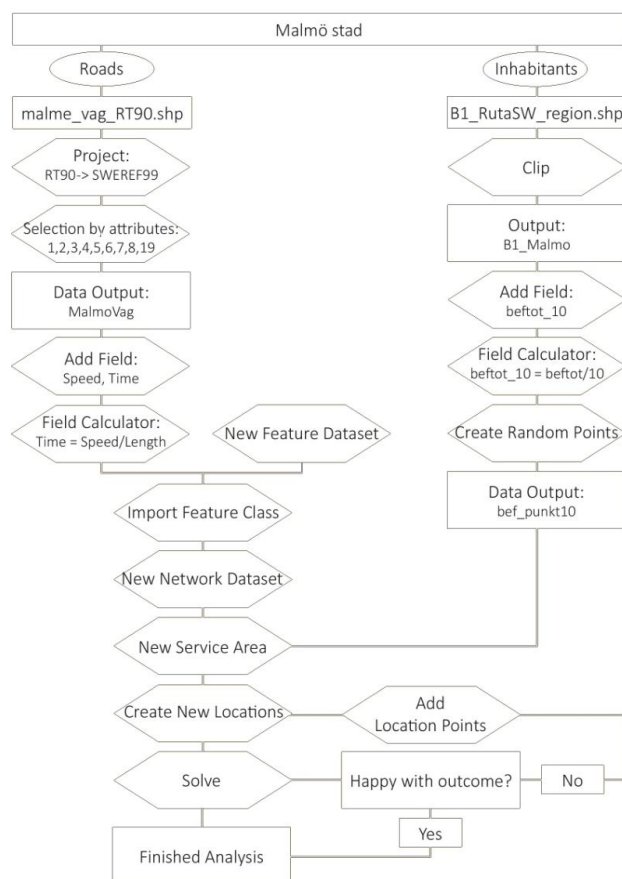 Malmö stad
Roads
malme_vag_RT90.shp
Project:
RT90-> SWEREF99
Selection by attributes:
1,2,3,4,5,6,7,8,19
Data Output:
MalmoVag
Add Field:
Speed, Time
Field Calculator:
Time = Speed/Length
New Feature Dataset
Inhabitants
B1_RutaSW_region.shp
Clip
Output:
B1_Malmo
Add Field:
beftot_10
Field Calculator:
beftot_10 = beftot/10
Create Random Points
Data Output:
bef_punkt10
Import Feature Class
New Network Dataset
New Service Area
Create New Locations
Add
Location Points
Solve
Happy with outcome?
No
Yes
Finished Analysis